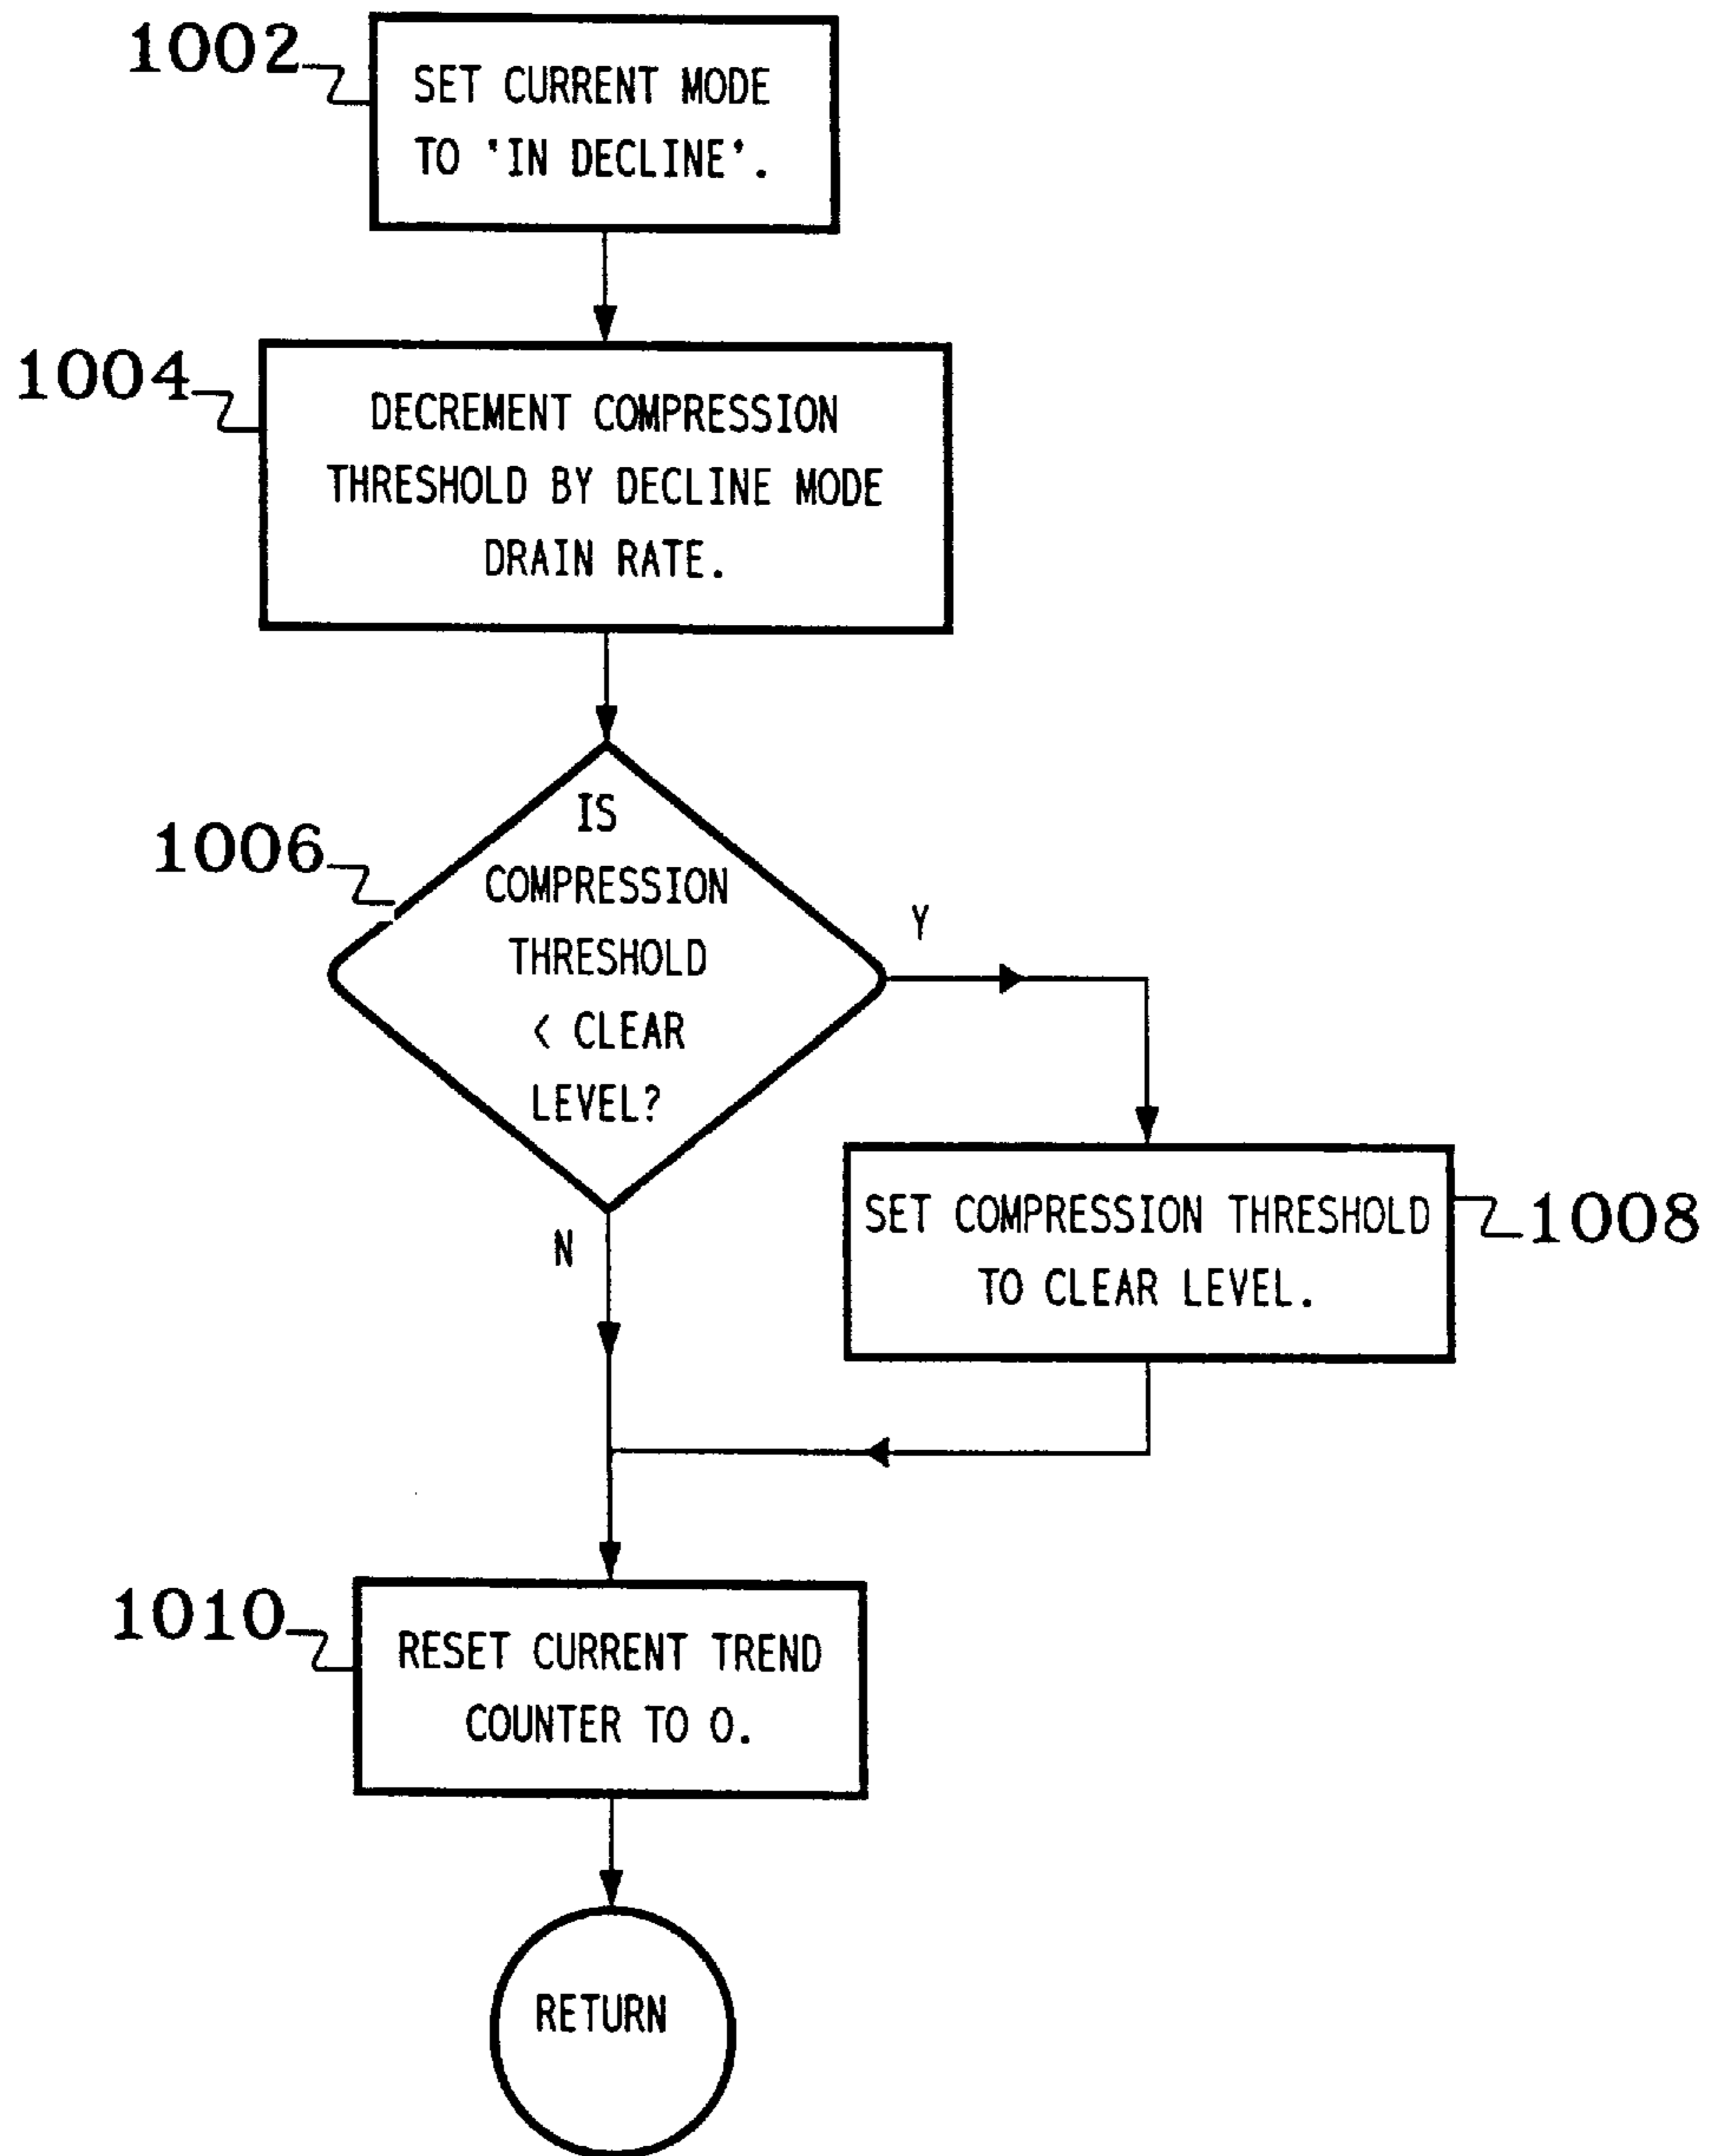 1002
SET CURRENT MODE
TO 'IN DECLINE'.
1004
DECREMENT COMPRESSION
THRESHOLD BY DECLINE MODE
DRAIN RATE.
1006
IS
COMPRESSION
THRESHOLD
< CLEAR
LEVEL?
Y
N
SET COMPRESSION THRESHOLD
TO CLEAR LEVEL.
1008
1010
RESET CURRENT TREND
COUNTER TO 0.
RETURN